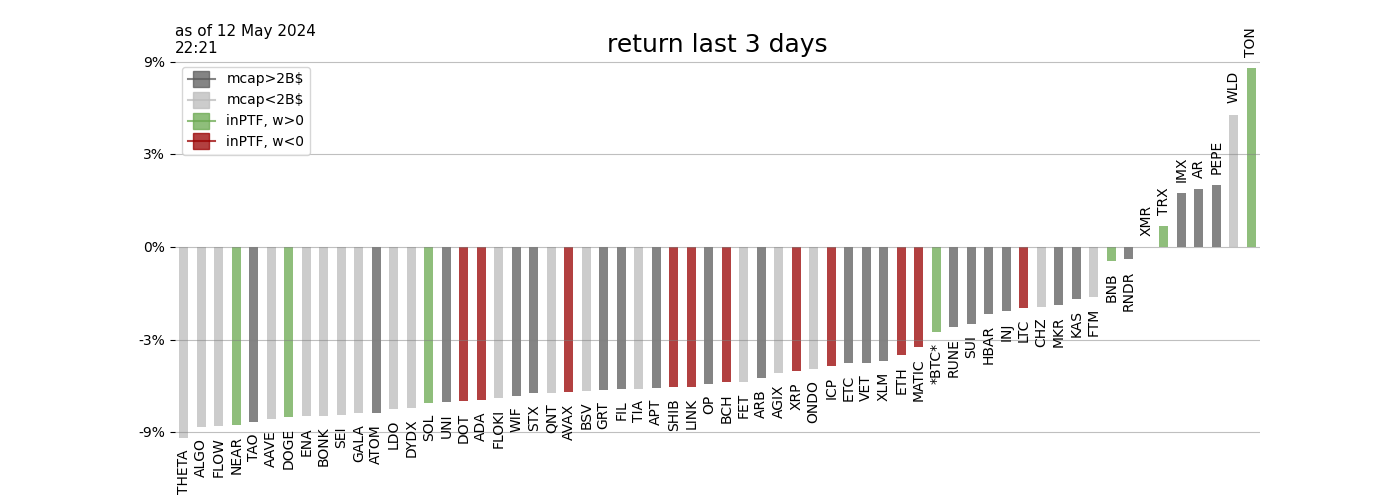 as of 12 May 2024
22:21
return last 3 days
9%
3%
0%
-3%
-9%
mcap>2B$
mcap<2B$
inPTF, w>0
inPTF, w<0
THETA
ALGO
FLOW
NEAR
TAO
AAVE
DOGE
ENA
BONK
SEI
GALA
ATOM
LDO
DYDX
SOL
UNI
DOT
ADA
FLOKI
WIF
STX
QNT
AVAX
BSV
GRT
FIL
TIA
APT
SHIB
LINK
OP
BCH
FET
ARB
AGIX
XRP
ONDO
ICP
ETC
VET
XLM
ETH
MATIC
*BTC*
RUNE
SUI
HBAR
INJ
LTC
CHZ
MKR
KAS
FTM
BNB
RNDR
XMR
TRX
IMX
AR
PEPE
WLD
TON